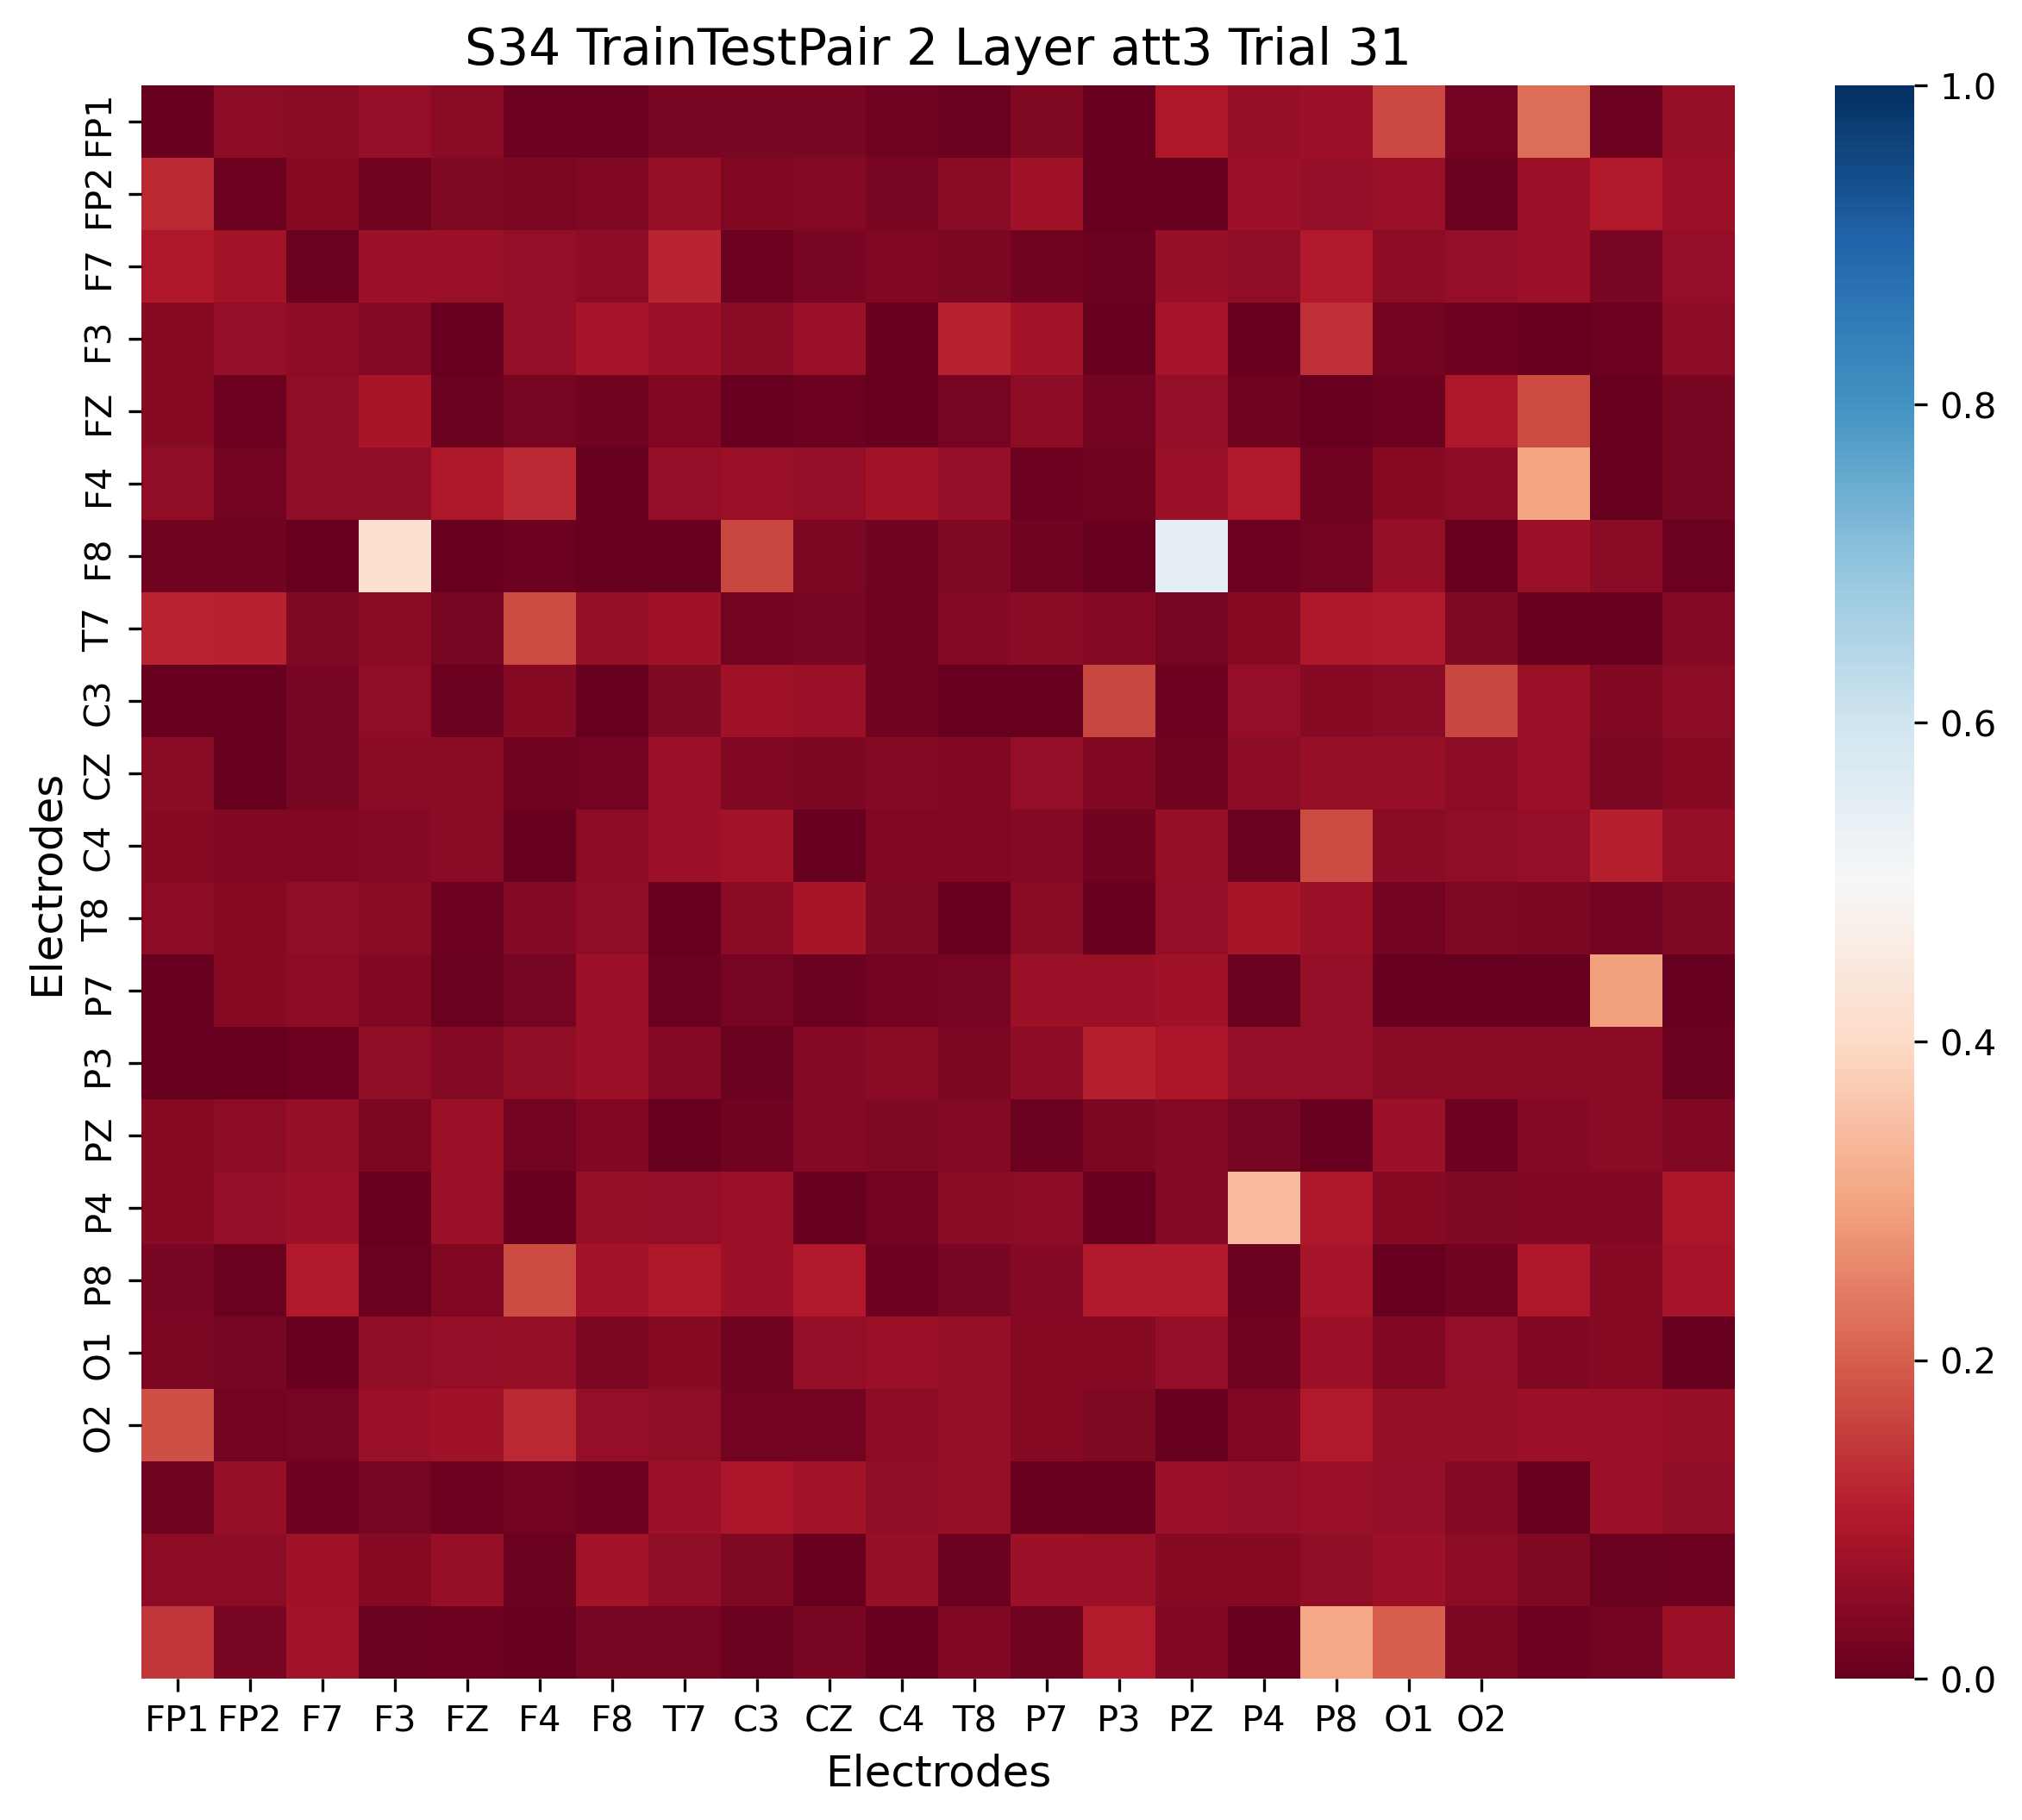 S34 TrainTestPair 2 Layer att3 Trial 31
Electrodes
FP1
FP2
F7
F3
FZ
F4
F8
T7
C3
CZ
C4
T8
P7
P3
PZ
P4
P8
O1
O2
FP1 FP2 F7 F3 FZ F4 F8 T7 C3 CZ C4 T8 P7 P3 PZ P4 P8 O1 O2
Electrodes
1.0
0.8
0.6
0.4
0.2
0.0